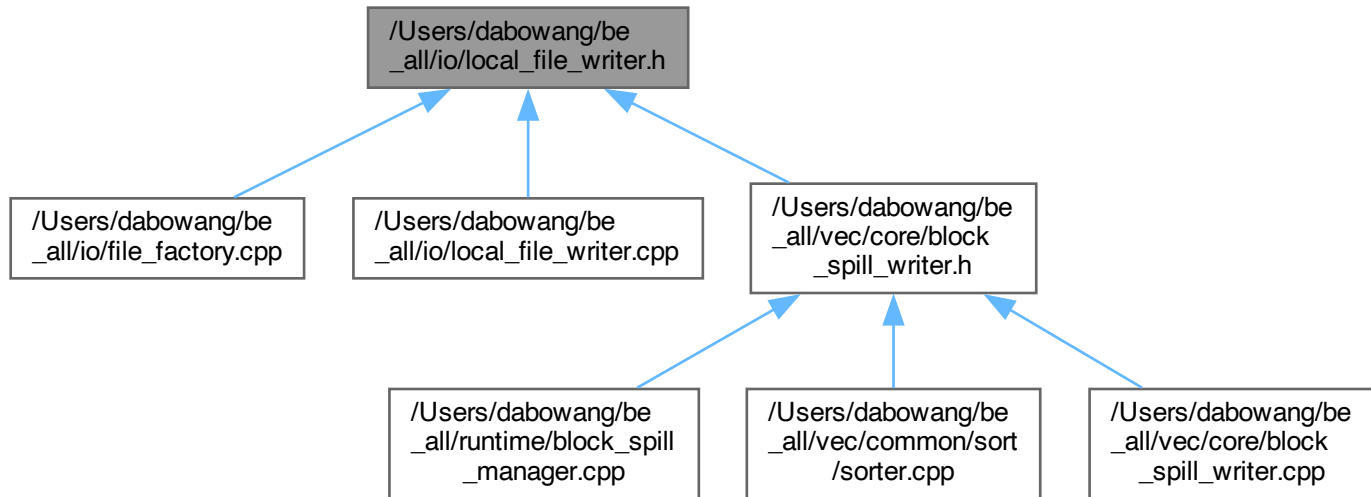 /Users/dabowang/be
_all/io/local_file_writer.h
/Users/dabowang/be
_all/io/file_factory.cpp
/Users/dabowang/be
_all/io/local_file_writer.cpp
/Users/dabowang/be
_all/vec/core/block
_spill_writer.h
/Users/dabowang/be
_all/runtime/block_spill
_manager.cpp
/Users/dabowang/be
_all/vec/common/sort
/sorter.cpp
/Users/dabowang/be
_all/vec/core/block
_spill_writer.cpp